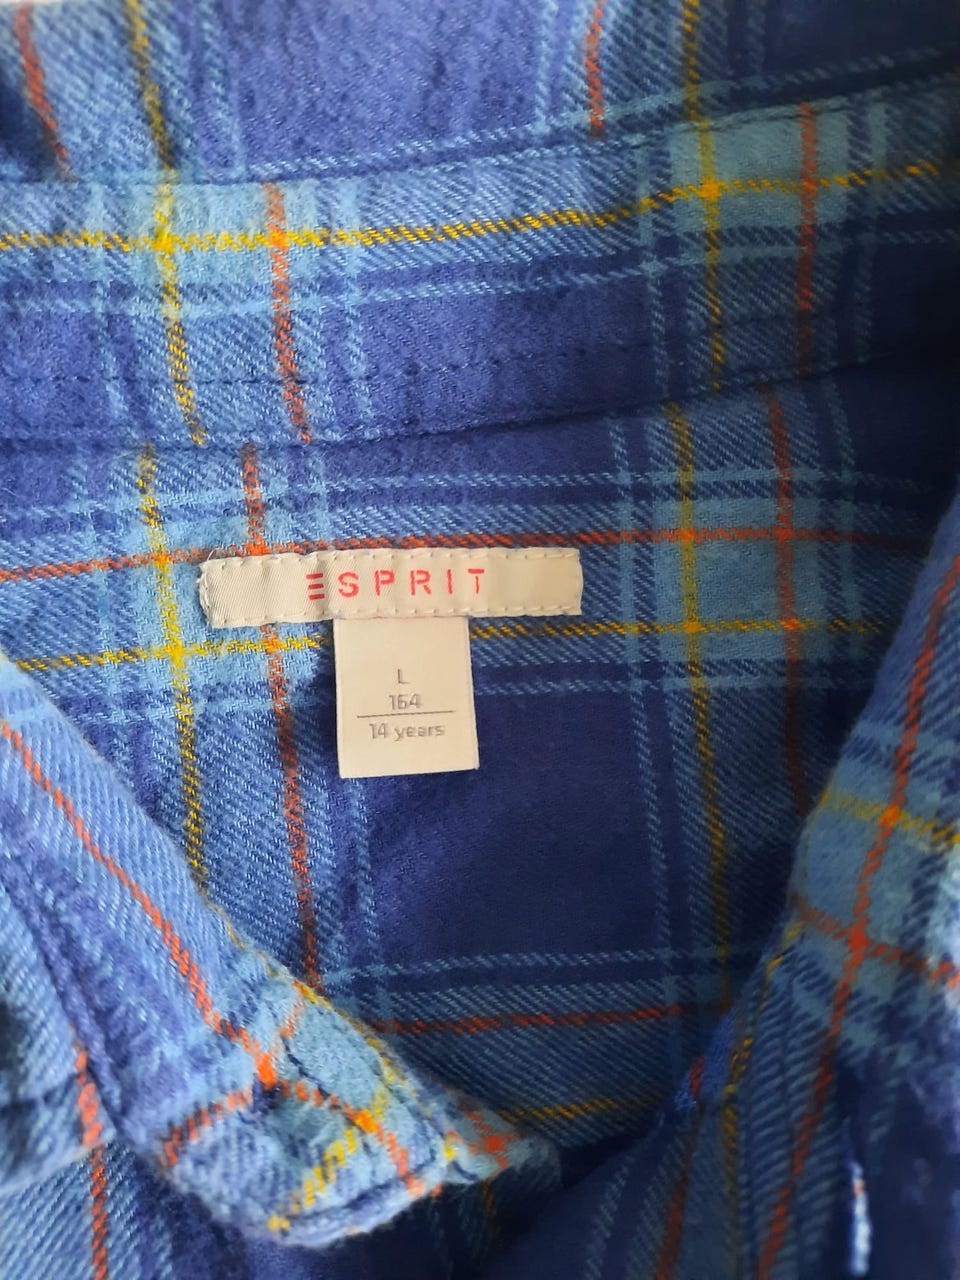 ESPRIT
L
164
14 years